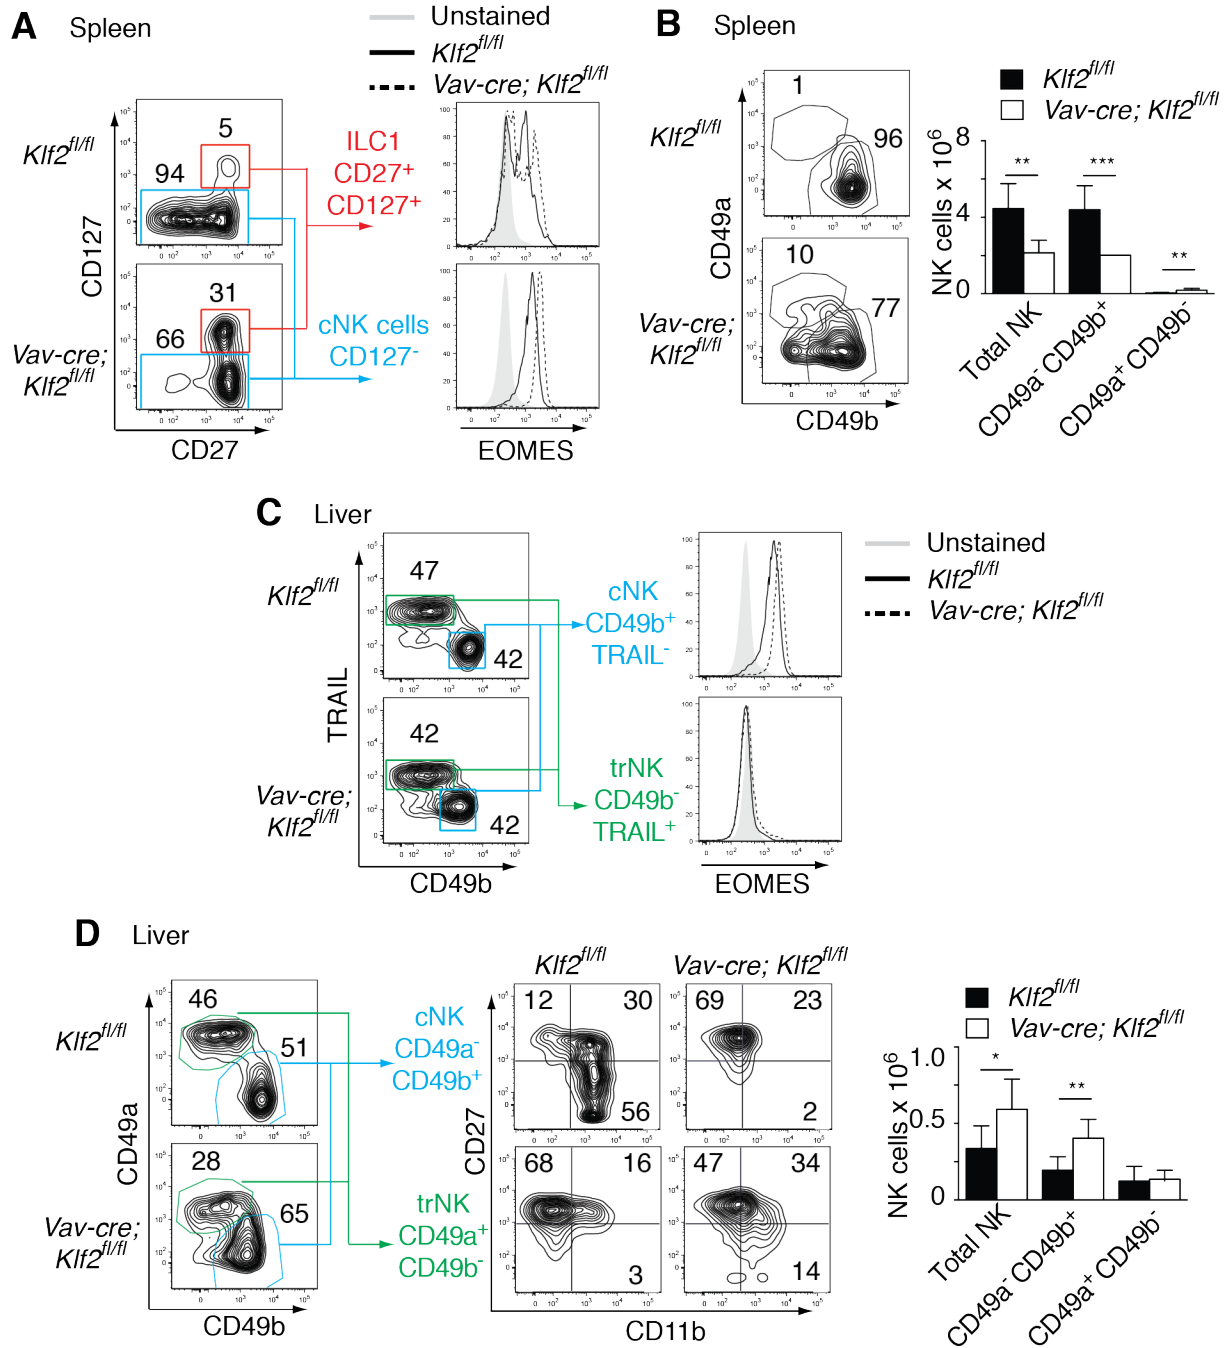 A Spleen
Unstained
Klf2fl/fl
Vav-cre; Klf2fl/fl
Klf2fl/fl
5
94
ILC1
CD27+
CD127+
Vav-cre;
Klf2fl/fl
31
66
cNK cells
CD127-
CD127
CD27
EOMES
B Spleen
Klf2fl/fl
Vav-cre; Klf2fl/fl
Klf2fl/fl
1
96
Vav-cre;
Klf2fl/fl
10
77
CD49a
CD49b
NK cells x 106
8
4
0
**
***
**
Total NK
CD49a- CD49b+
CD49a+ CD49b-
C Liver
Unstained
Klf2fl/fl
Vav-cre; Klf2fl/fl
Klf2fl/fl
47
42
cNK
CD49b+
TRAIL-
Vav-cre;
Klf2fl/fl
42
42
trNK
CD49b-
TRAIL+
TRAIL
CD49b
EOMES
D Liver
Klf2fl/fl
Vav-cre; Klf2fl/fl
Klf2fl/fl
46
51
cNK
CD49a-
CD49b+
12 30
56
69 23
2
Vav-cre;
Klf2fl/fl
28
65
trNK
CD49a+
CD49b-
68 16
3
47 34
14
CD49a
CD49b
CD27
CD11b
Klf2fl/fl
Vav-cre; Klf2fl/fl
NK cells x 106
1.0
0.5
0
*
**
Total NK
CD49a- CD49b+
CD49a+ CD49b-